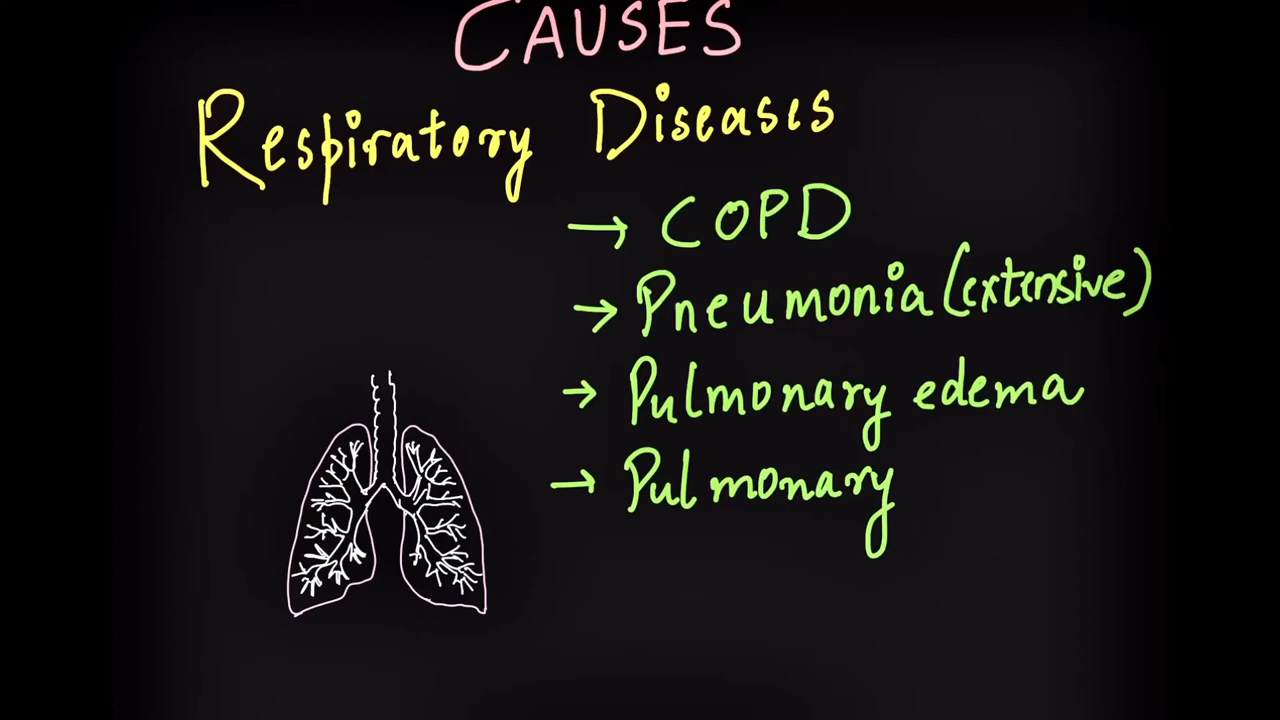 CAUSES
Respiratory Diseases
→ COPD
→ Pneumonia (extensive)
→ Pulmonary edema
→ Pulmonary